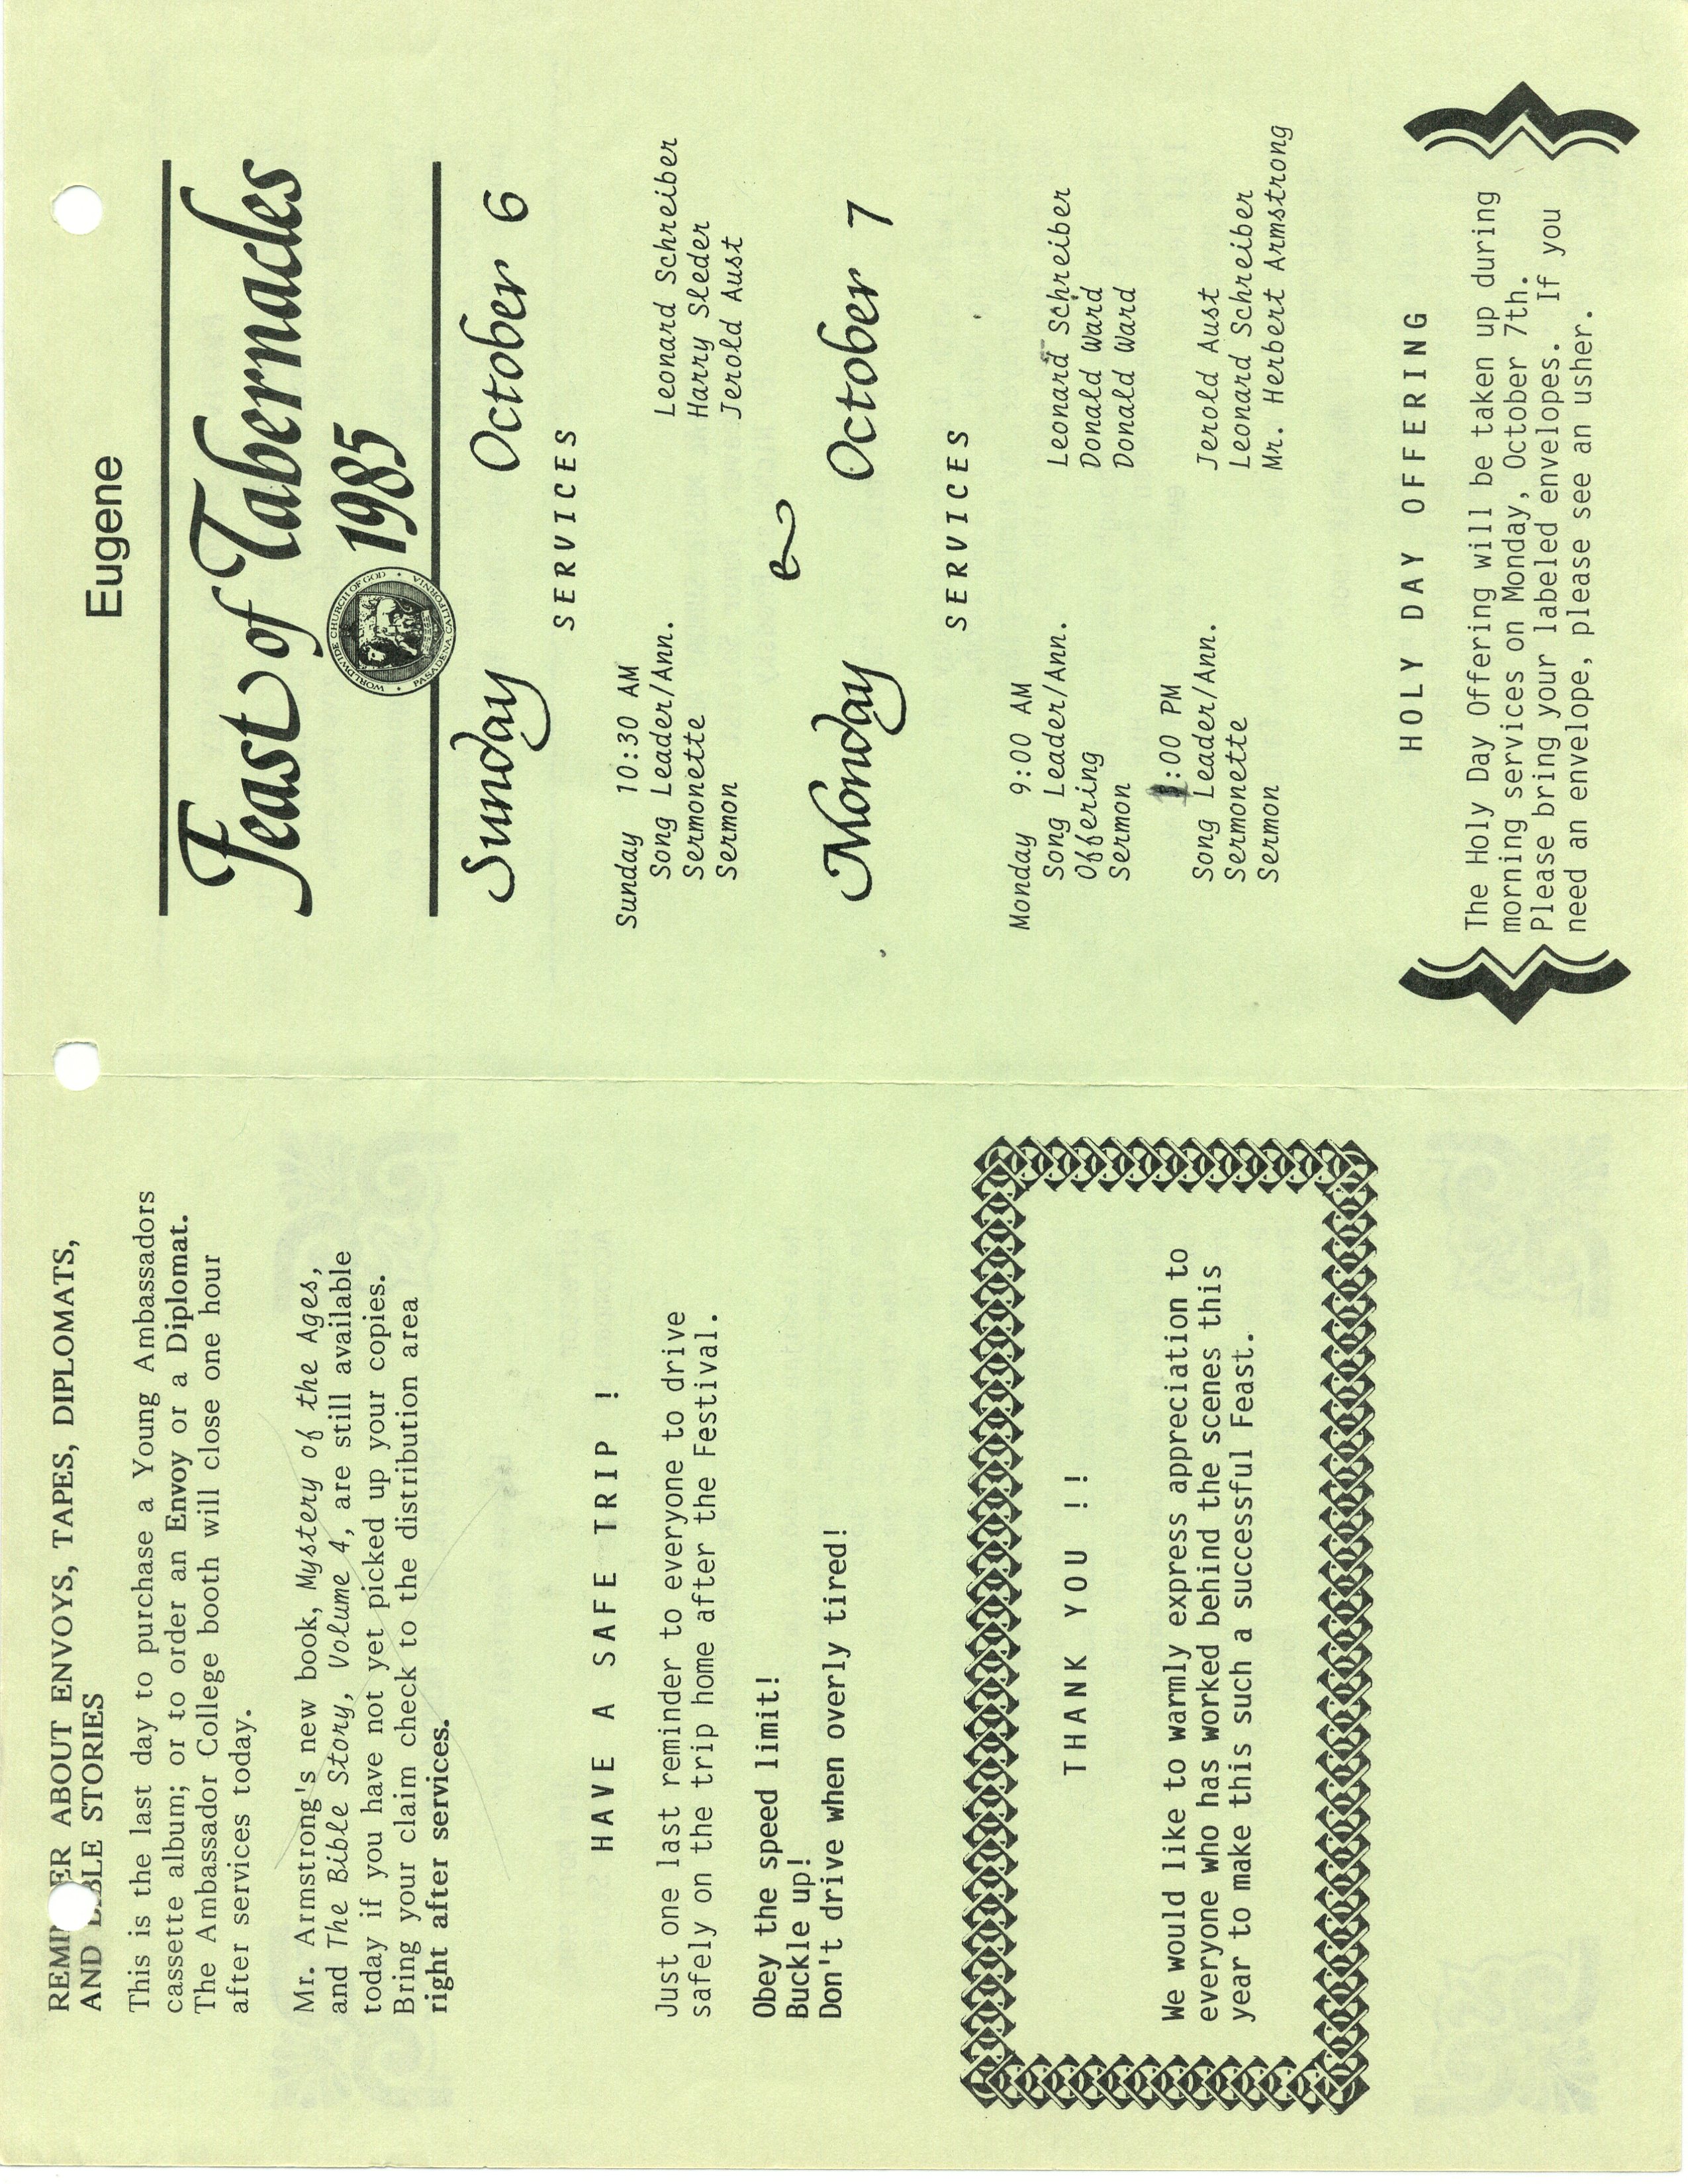 REMI ER ABOUT ENVOYS, TAPES, DIPLOMATS,
AND BLE STORIES
This is the last day to purchase a Young Ambassadors
cassette album; or to order an Envoy or a Diplomat.
The Ambassador College booth will close one hour
after services today.
Mr. Armstrong's new book, Mystery of the Ages,
and The Bible Story, Volume 4, are still available
today if you have not yet picked up your copies.
Bring your claim check to the distribution area
right after services.
HAVE A SAFE TRIP !
Just one last reminder to everyone to drive
safely on the trip home after the Festival.
Obey the speed limit!
Buckle up!
Don't drive when overly tired!
THANK YOU !!
We would like to warmly express appreciation to
everyone who has worked behind the scenes this
year to make this such a successful Feast.
Eugene
Feast of Tabernacles
1985
WORLDWIDE CHURCH OF GOD • PASADENA CALIFORNIA •
Sunday October 6
SERVICES
Sunday 10:30 AM
Song Leader/Ann. Leonard Schreiber
Sermonette Harry Sleder
Sermon Jerold Aust
Monday October 7
SERVICES
Monday 9:00 AM
Song Leader/Ann. Leonard Schreiber
Offering Donald Ward
Sermon Donald Ward
:00 PM
Song Leader/Ann. Jerold Aust
Sermonette Leonard Schreiber
Sermon Mr. Herbert Armstrong
HOLY DAY OFFERING
The Holy Day Offering will be taken up during
morning services on Monday, October 7th.
Please bring your labeled envelopes. If you
need an envelope, please see an usher.